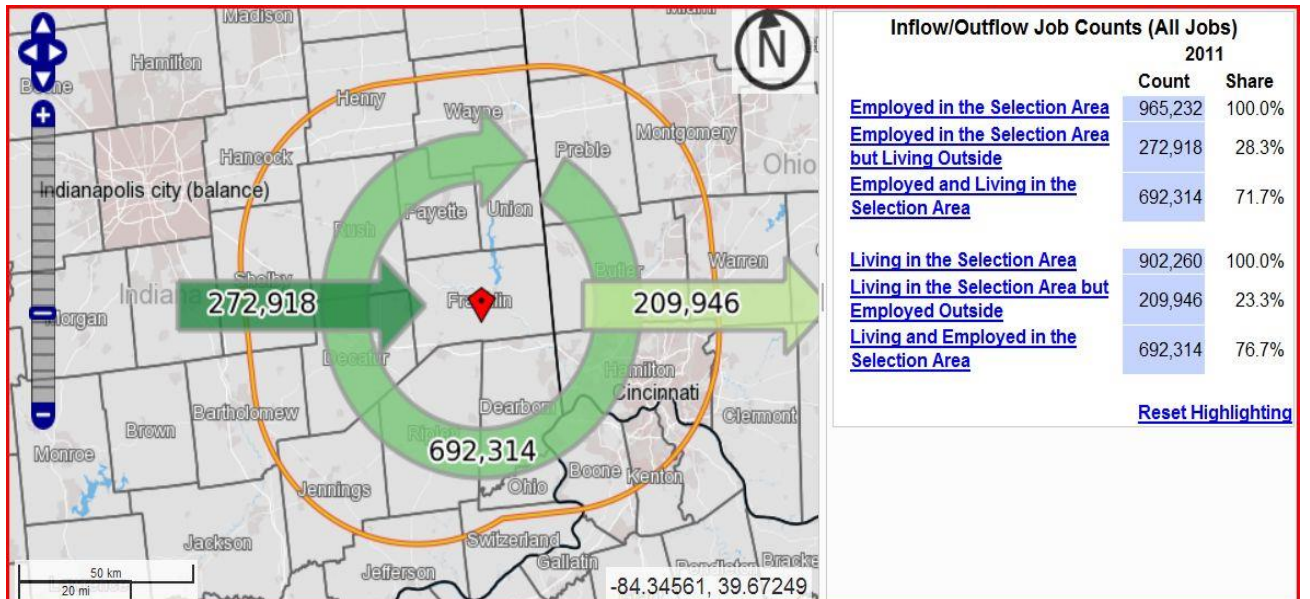 Madison
Hamilton
Boone
Henry
Wayne
Montgomery
Hancock
Preble
Ohio
Indianapolis city (balance)
Fayette
Union
Rush
Shelby
Butler
Warren
Indiana
272,918
Franklin
209,946
Morgan
Decatur
Hamilton
Cincinnati
Dearborn
Bartholomew
Clermont
Brown
Ripley
692,314
Monroe
Boone
Kenton
Jennings
Ohio
Switzerland
Jackson
Gallatin
Pendleton
Bracke
Jefferson
50 km
20 mi
-84.34561, 39.67249
N
Inflow/Outflow Job Counts (All Jobs)
2011
Count Share
Employed in the Selection Area 965,232 100.0%
Employed in the Selection Area
but Living Outside 272,918 28.3%
Employed and Living in the
Selection Area 692,314 71.7%
Living in the Selection Area 902,260 100.0%
Living in the Selection Area but
Employed Outside 209,946 23.3%
Living and Employed in the
Selection Area 692,314 76.7%
Reset Highlighting